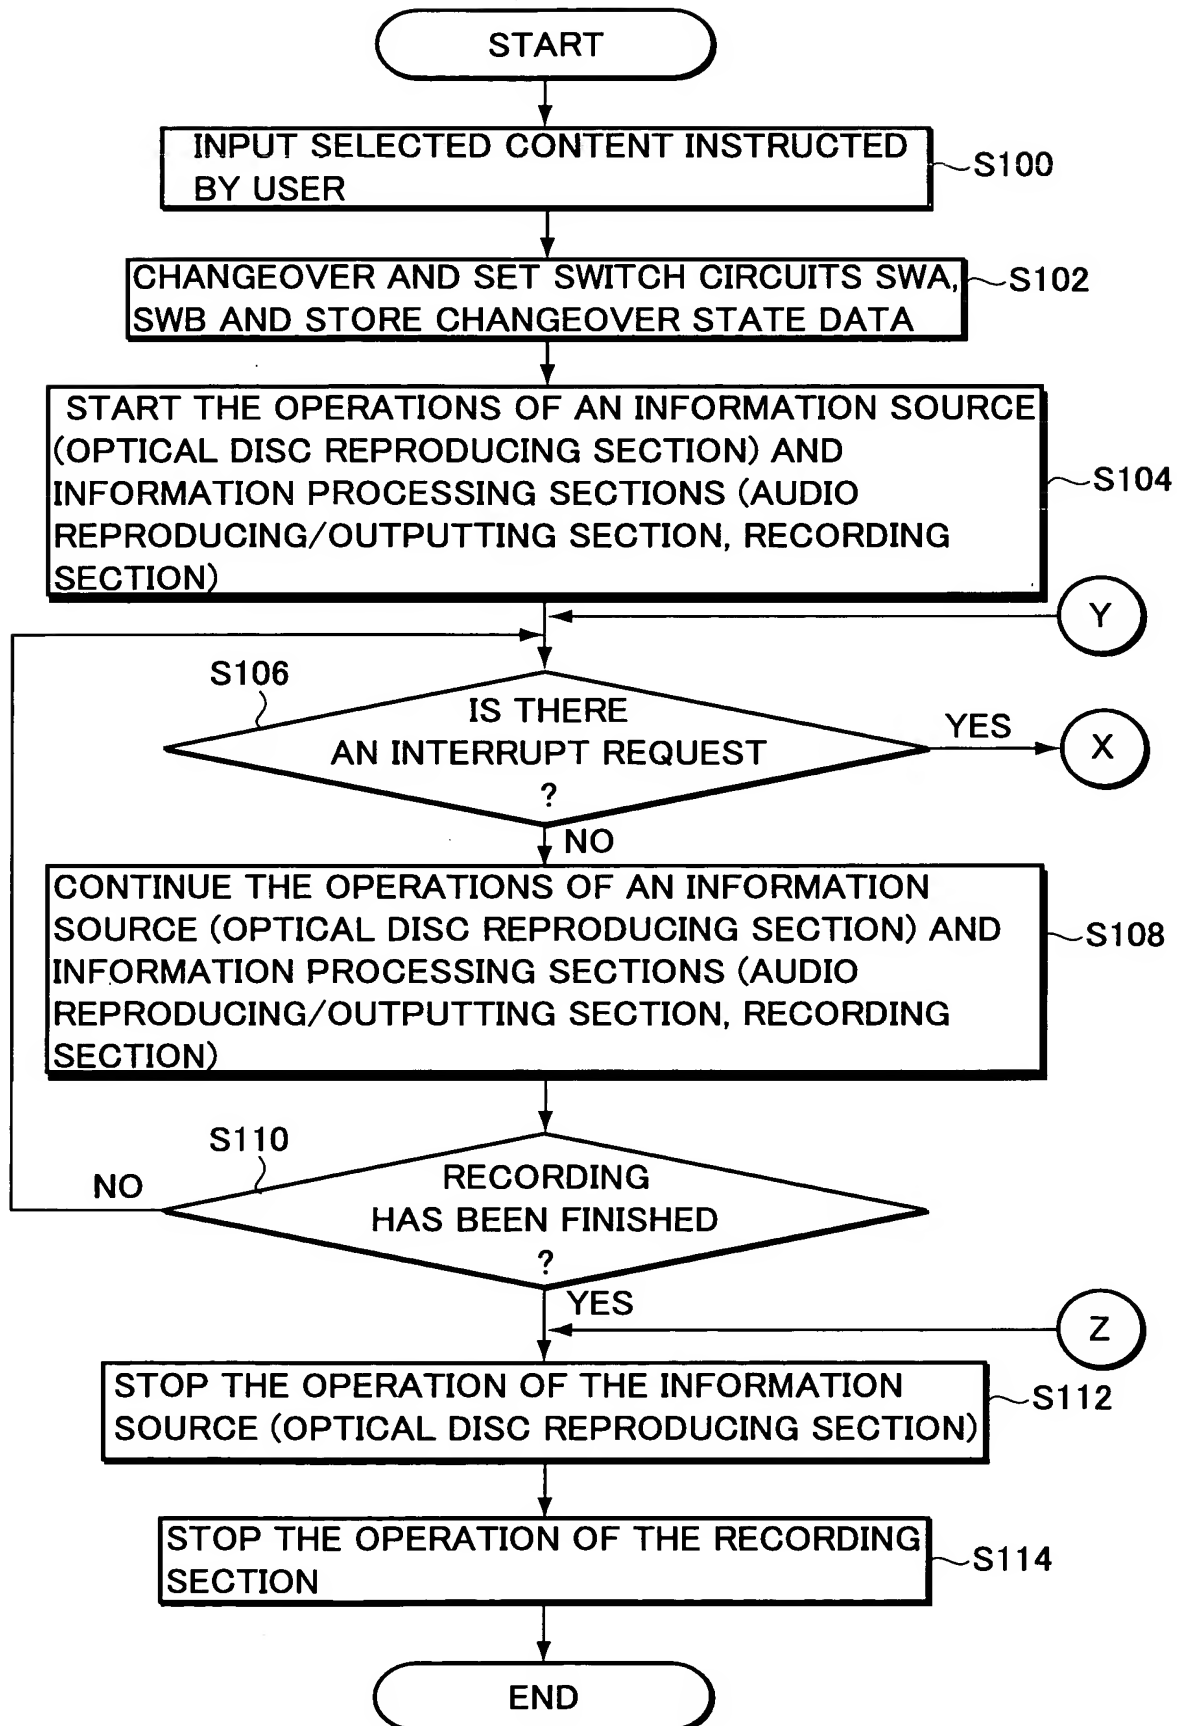 START
INPUT SELECTED CONTENT INSTRUCTED
BY USER
S100
CHANGEOVER AND SET SWITCH CIRCUITS SWA,
SWB AND STORE CHANGEOVER STATE DATA
S102
START THE OPERATIONS OF AN INFORMATION SOURCE
(OPTICAL DISC REPRODUCING SECTION) AND
INFORMATION PROCESSING SECTIONS (AUDIO
REPRODUCING/OUTPUTTING SECTION, RECORDING
SECTION)
S104
Y
S106
IS THERE
AN INTERRUPT REQUEST
?
YES
X
NO
CONTINUE THE OPERATIONS OF AN INFORMATION
SOURCE (OPTICAL DISC REPRODUCING SECTION) AND
INFORMATION PROCESSING SECTIONS (AUDIO
REPRODUCING/OUTPUTTING SECTION, RECORDING
SECTION)
S108
S110
NO
RECORDING
HAS BEEN FINISHED
?
YES
Z
STOP THE OPERATION OF THE INFORMATION
SOURCE (OPTICAL DISC REPRODUCING SECTION)
S112
STOP THE OPERATION OF THE RECORDING
SECTION
S114
END